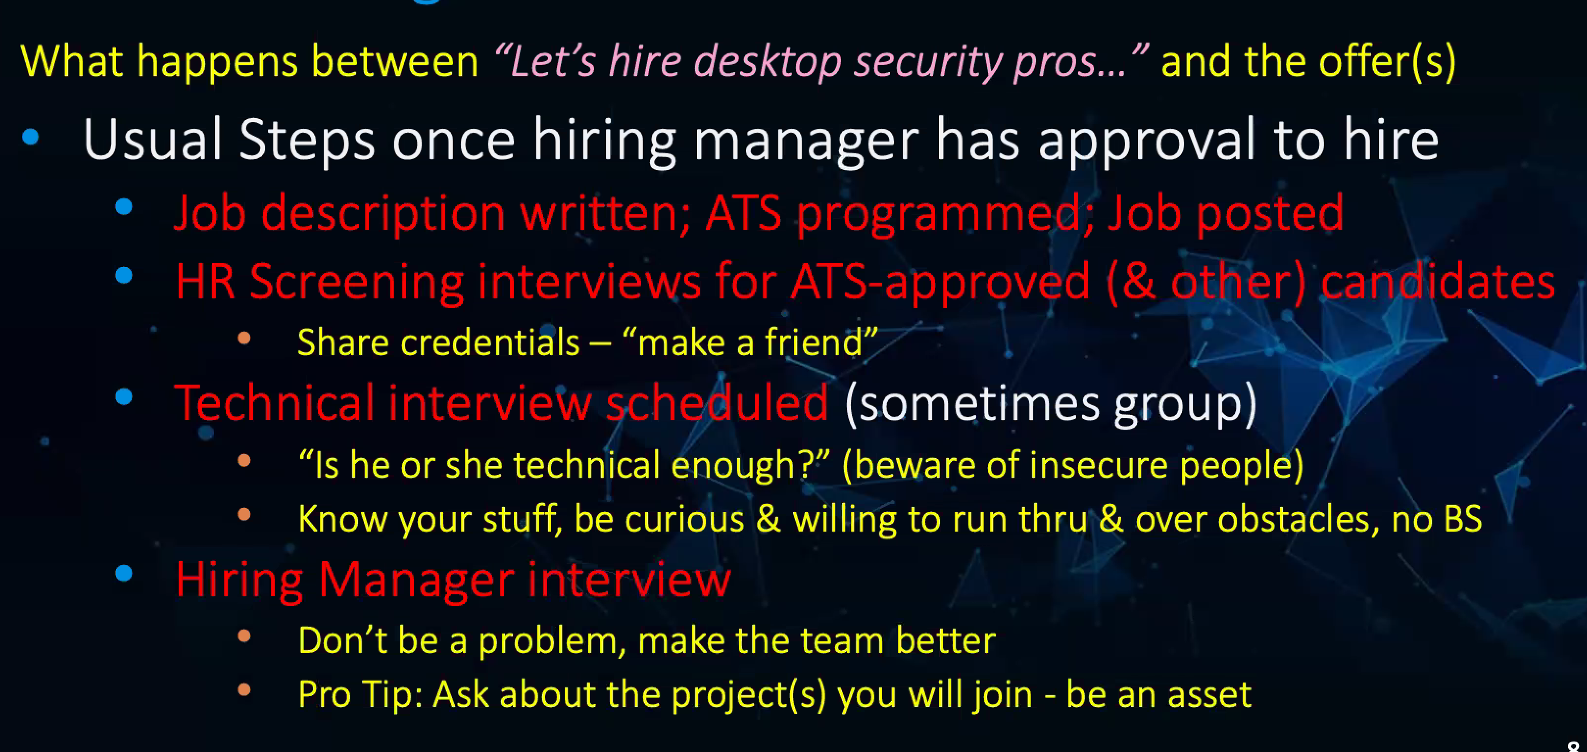 What happens between “Let’s hire desktop security pros…” and the offer(s)
• Usual Steps once hiring manager has approval to hire
• Job description written; ATS programmed; Job posted
• HR Screening interviews for ATS-approved (& other) candidates
• Share credentials – “make a friend”
• Technical interview scheduled (sometimes group)
• “Is he or she technical enough?” (beware of insecure people)
• Know your stuff, be curious & willing to run thru & over obstacles, no BS
• Hiring Manager interview
• Don’t be a problem, make the team better
• Pro Tip: Ask about the project(s) you will join - be an asset
8